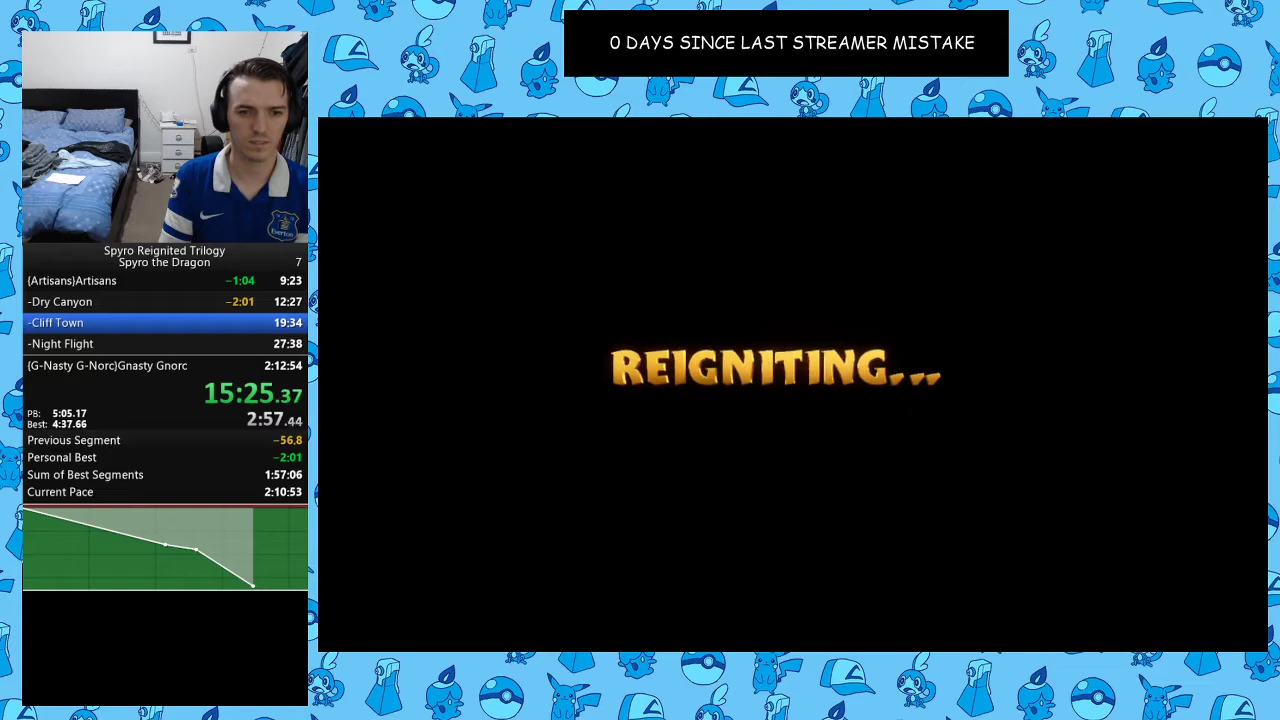 0 DAYS SINCE LAST STREAMER MISTAKE
Everton
Spyro Reignited Trilogy
Spyro the Dragon 7
{Artisans}Artisans −1:04 9:23
-Dry Canyon −2:01 12:27
-Cliff Town 19:34
-Night Flight 27:38
{G-Nasty G-Norc}Gnasty Gnorc 2:12:54
15:25.37
PB: 5:05.17
Best: 4:37.66
2:57.44
Previous Segment −56.8
Personal Best −2:01
Sum of Best Segments 1:57:06
Current Pace 2:10:53
REIGNITING...